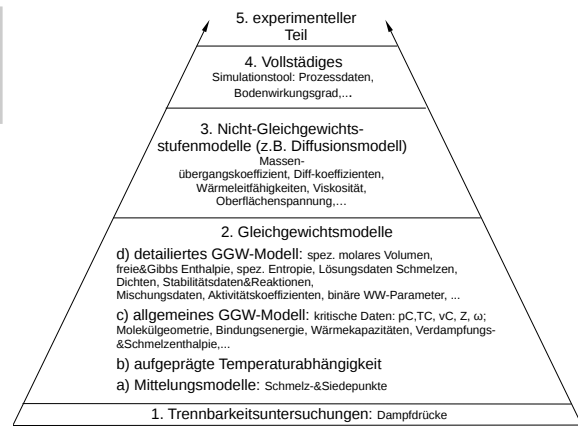 5. experimenteller
Teil
4. Vollstädiges
Simulationstool: Prozessdaten,
Bodenwirkungsgrad,...
3. Nicht-Gleichgewichts-
stufenmodelle (z.B. Diffusionsmodell)
Massen-
übergangskoeffizient, Diff-koeffizienten,
Wärmeleitfähigkeiten, Viskosität,
Oberflächenspannung,...
2. Gleichgewichtsmodelle
d) detailiertes GGW-Modell: spez. molares Volumen,
freie&Gibbs Enthalpie, spez. Entropie, Lösungsdaten Schmelzen,
Dichten, Stabilitätsdaten&Reaktionen,
Mischungsdaten, Aktivitätskoeffizienten, binäre WW-Parameter, ...
c) allgemeines GGW-Modell: kritische Daten: pC,TC, vC, Z, ω;
Molekülgeometrie, Bindungsenergie, Wärmekapazitäten, Verdampfungs-
&Schmelzenthalpie,...
b) aufgeprägte Temperaturabhängigkeit
a) Mittelungsmodelle: Schmelz-&Siedepunkte
1. Trennbarkeitsuntersuchungen: Dampfdrücke